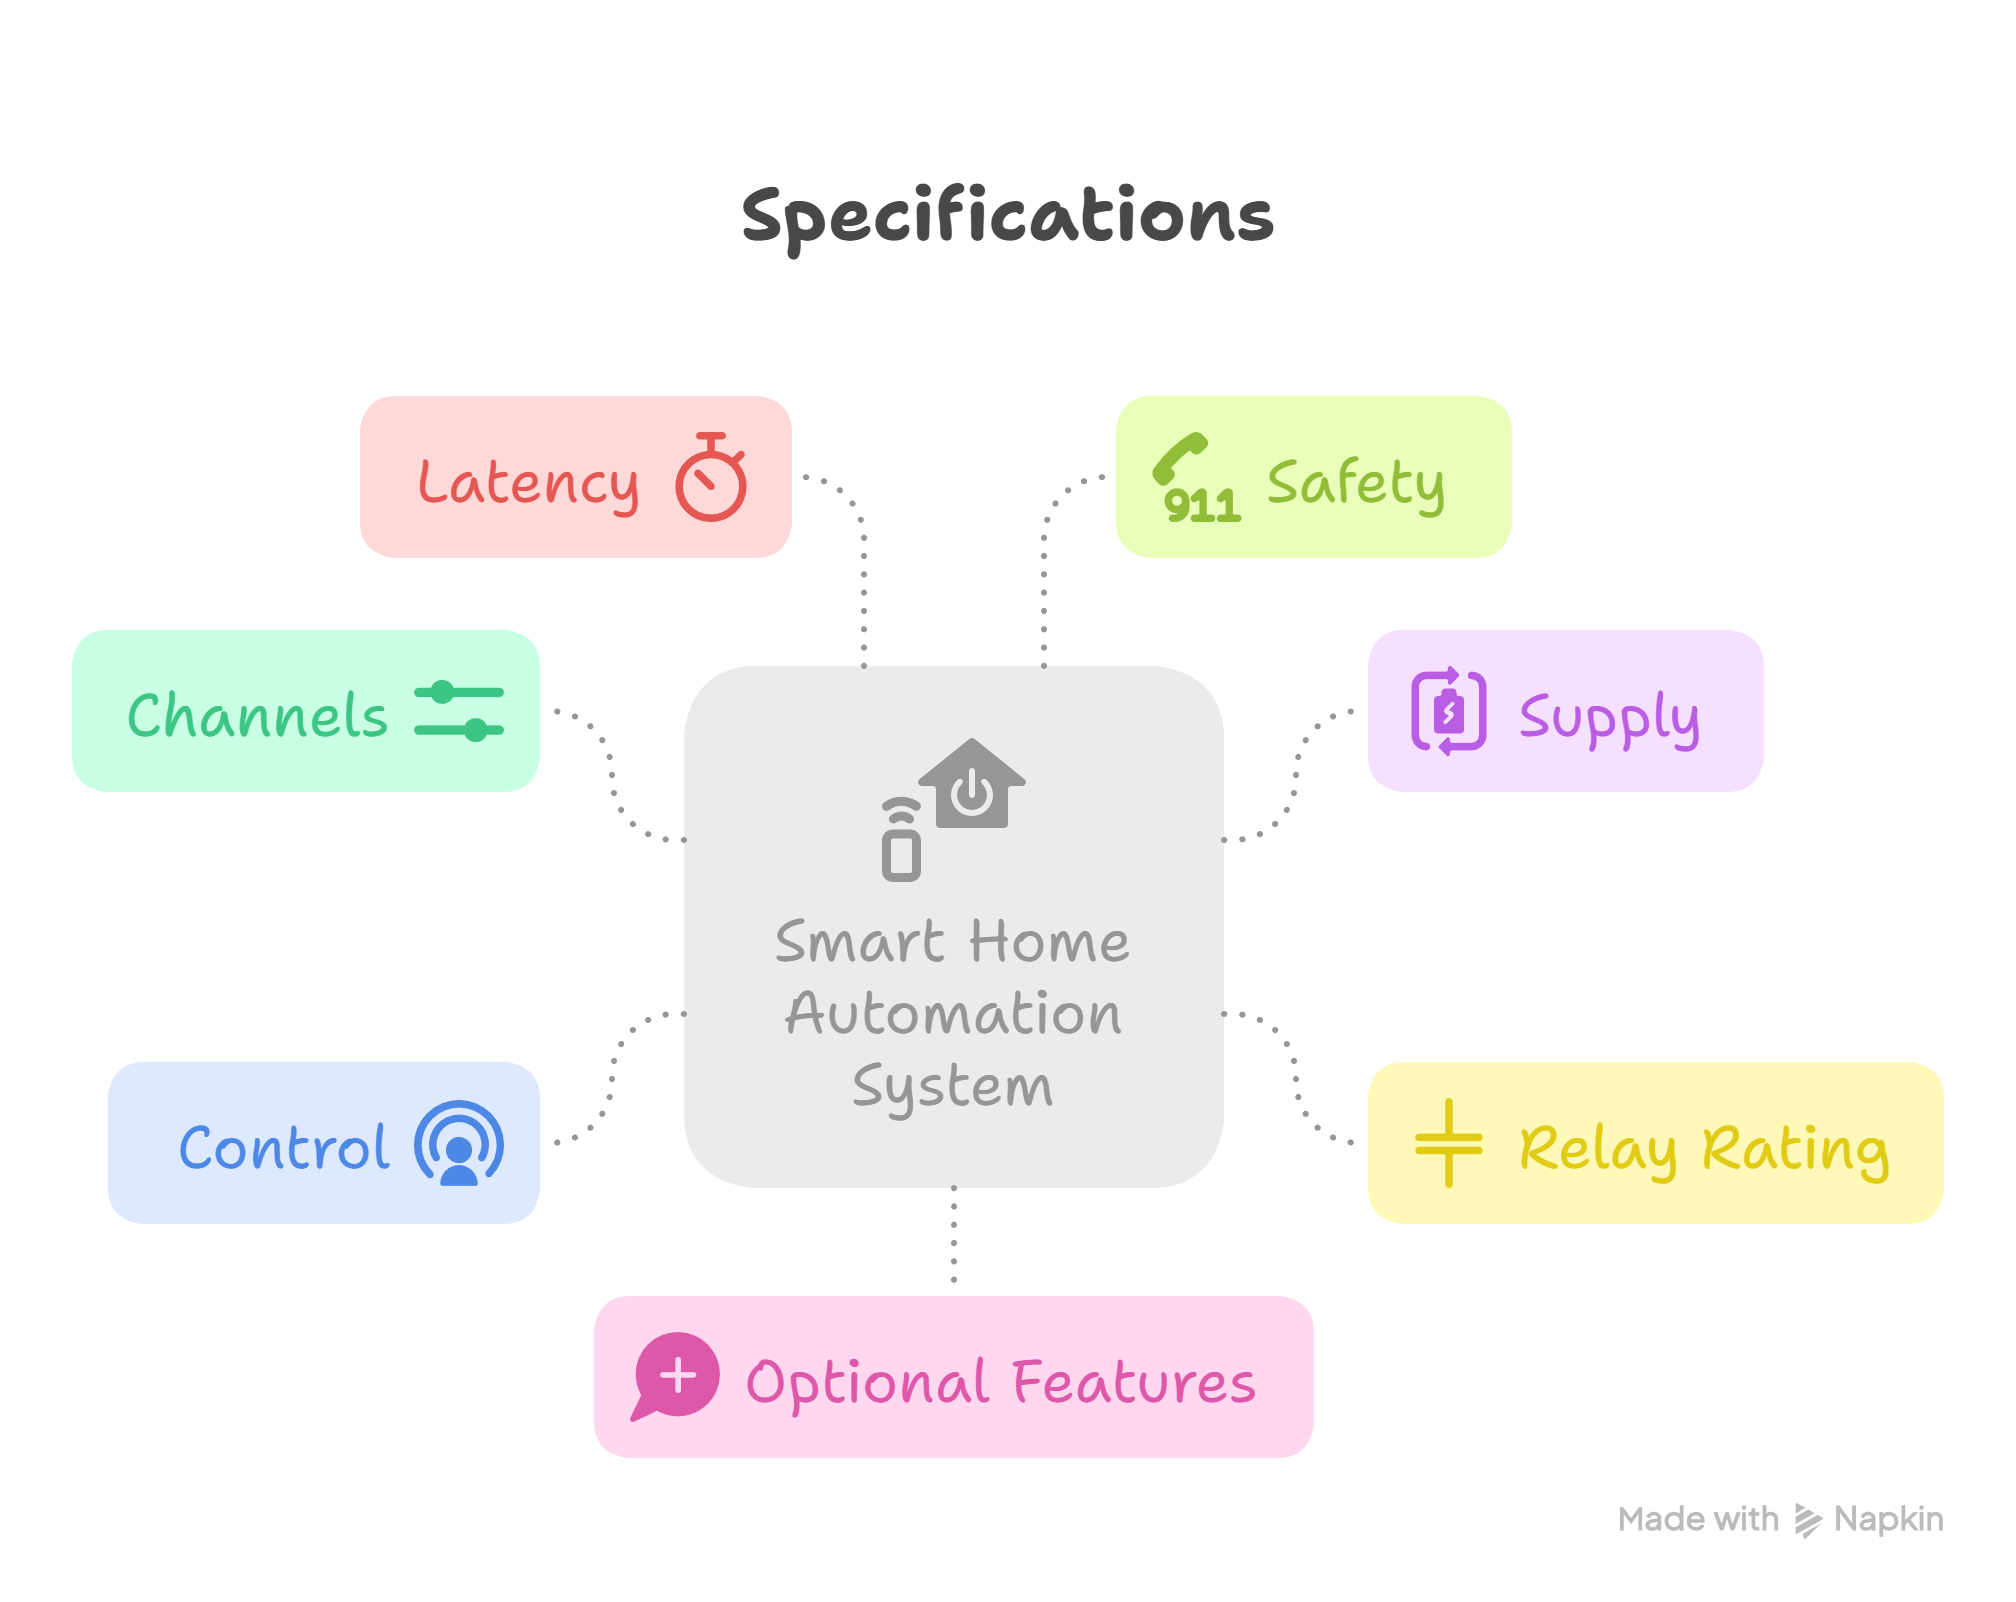 Specifications
Latency
911 Safety
Channels
Supply
Smart Home
Automation
System
Control
Relay Rating
Optional Features
Made with Napkin